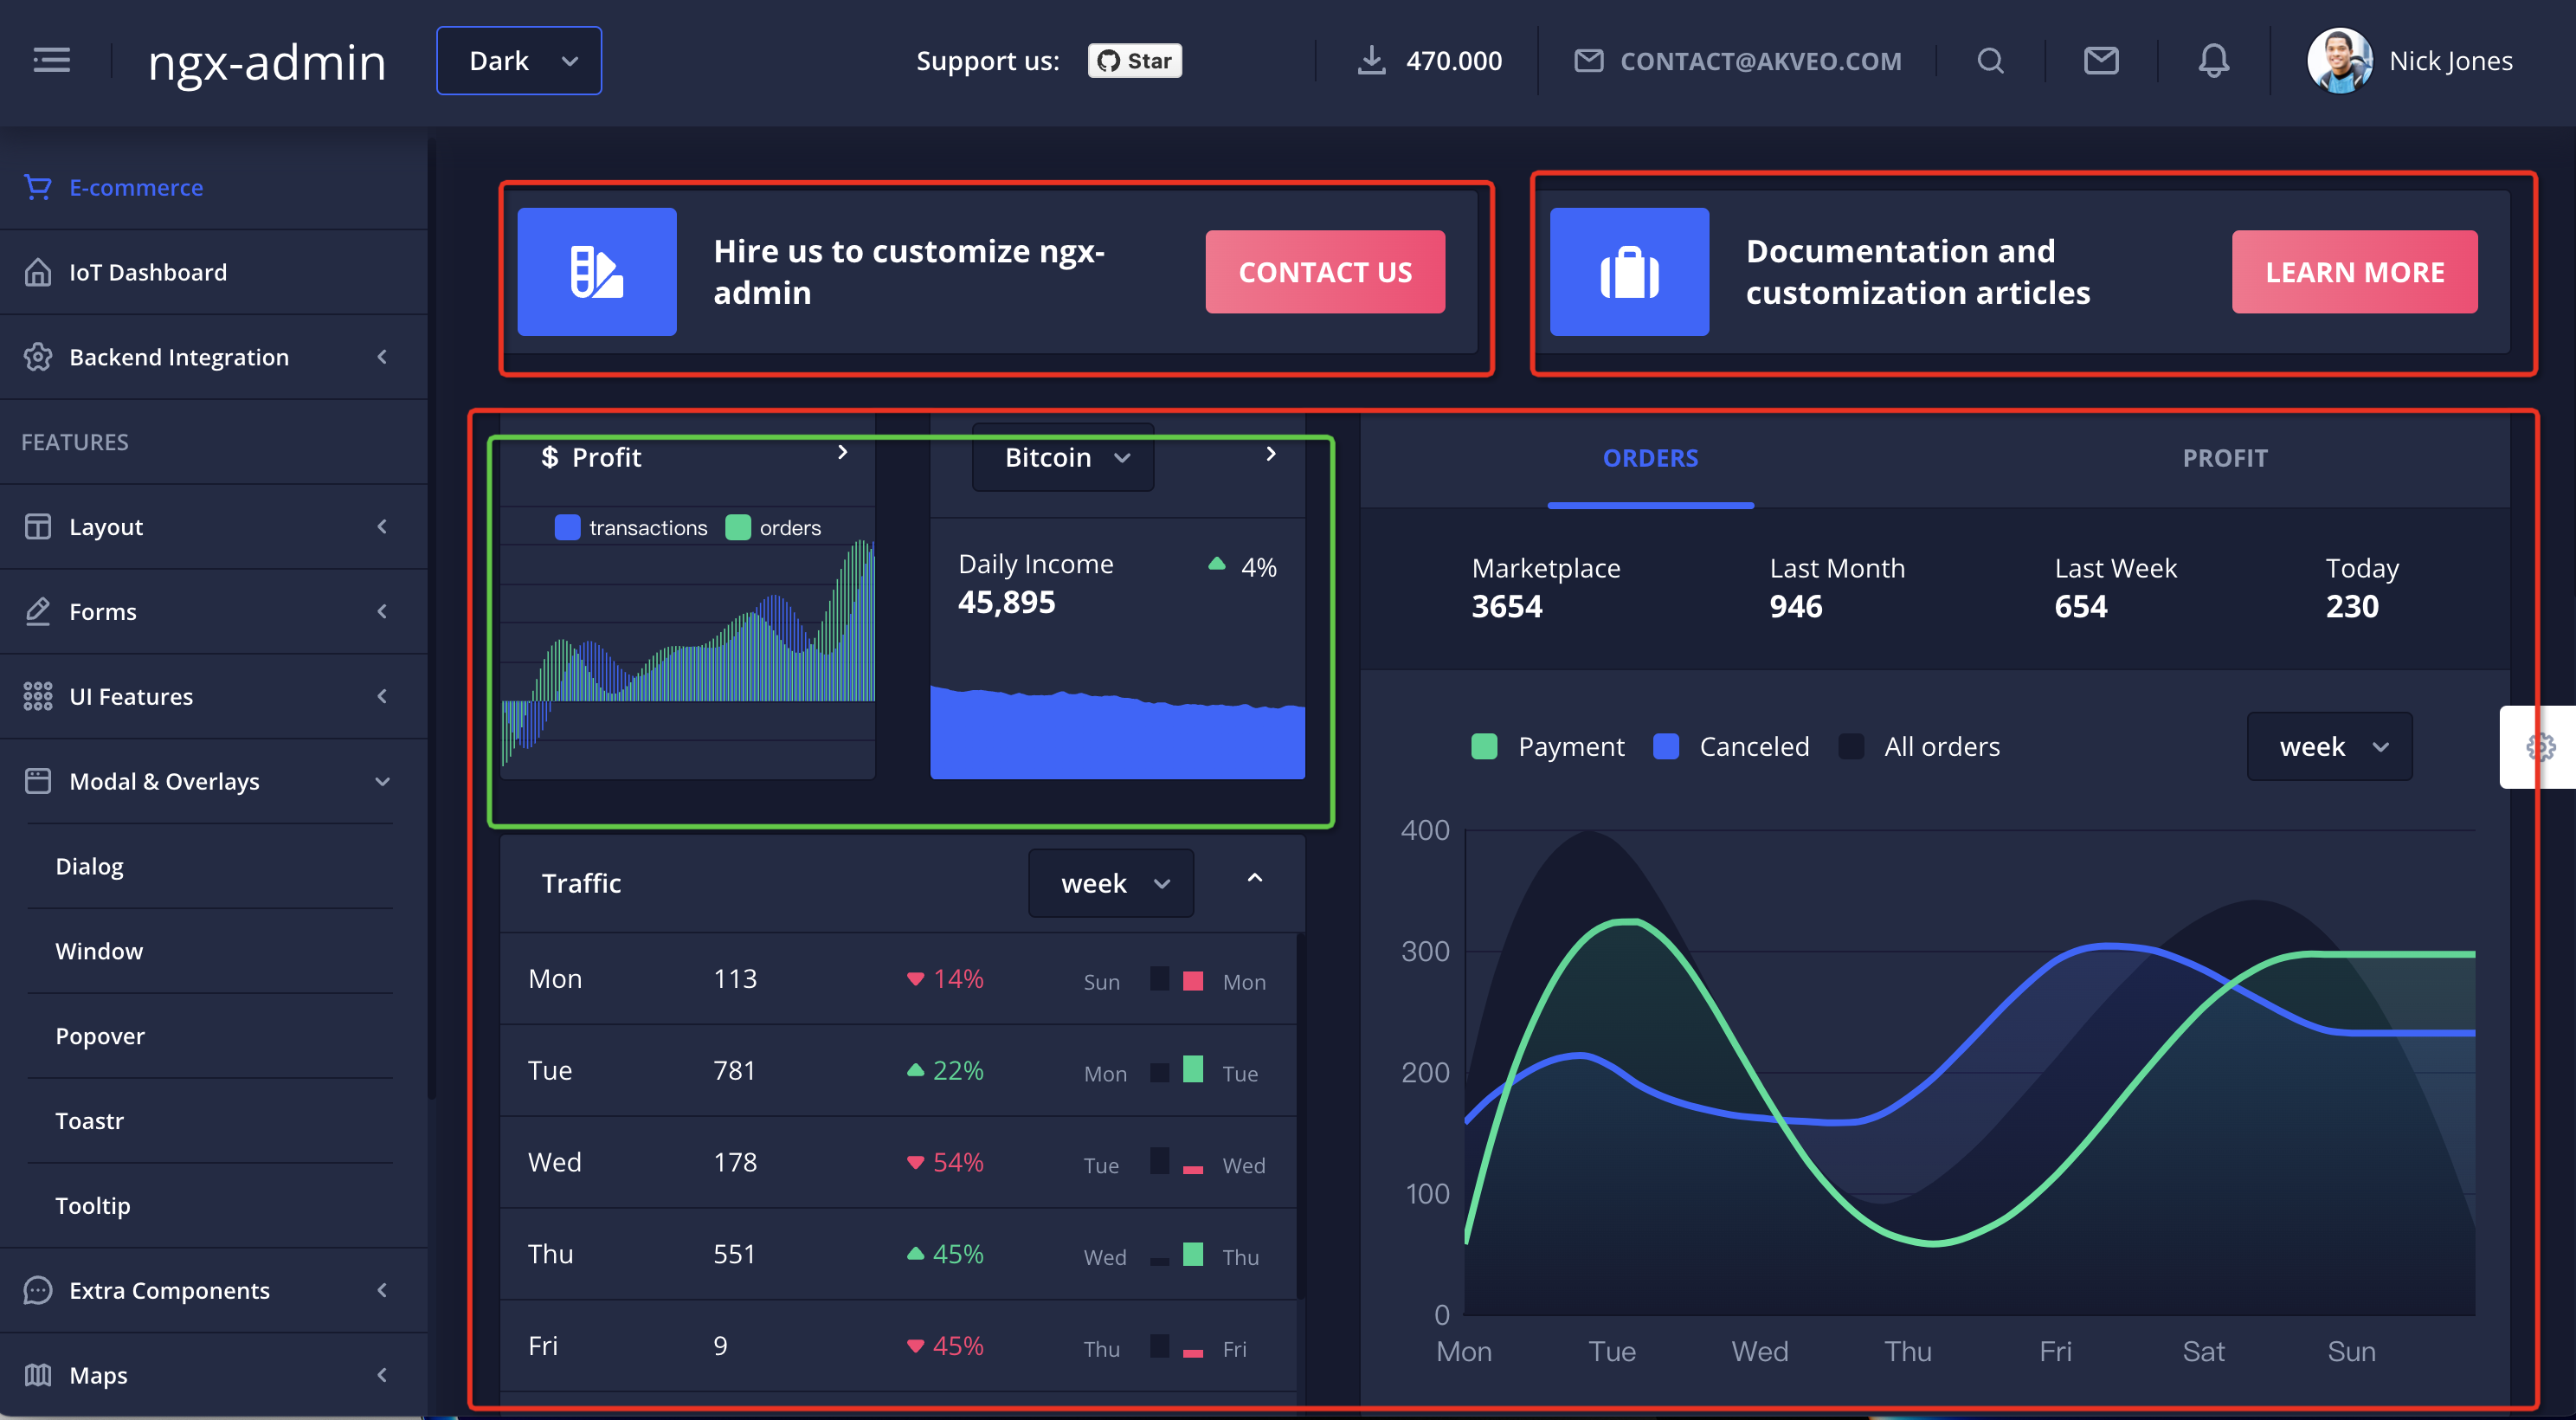 ngx-admin
Dark
Support us:
Star
470.000
CONTACT@AKVEO.COM
Nick Jones
E-commerce
IoT Dashboard
Backend Integration
FEATURES
Layout
Forms
UI Features
Modal & Overlays
Dialog
Window
Popover
Toastr
Tooltip
Extra Components
Maps
Hire us to customize ngx-
admin
CONTACT US
Documentation and
customization articles
LEARN MORE
$ Profit
transactions orders
Bitcoin
Daily Income
45,895
4%
Traffic week
Mon 113 14% Sun Mon
Tue 781 22% Mon Tue
Wed 178 54% Tue Wed
Thu 551 45% Wed Thu
Fri 9 45% Thu Fri
ORDERS PROFIT
Marketplace Last Month Last Week Today
3654 946 654 230
Payment Canceled All orders week
400
300
200
100
0
Mon Tue Wed Thu Fri Sat Sun